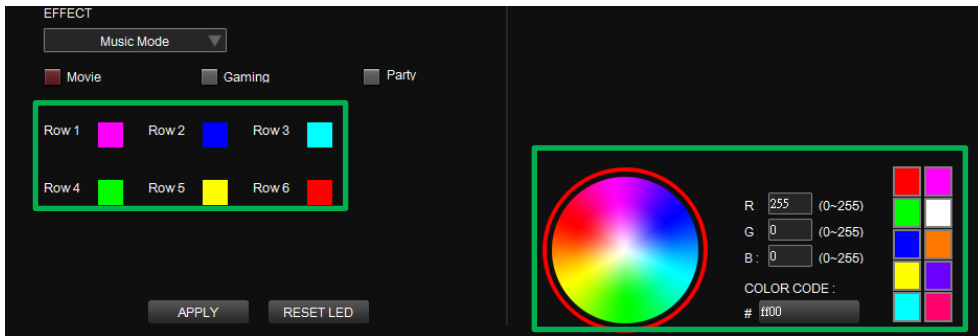 EFFECT
Music Mode
Movie Gaming Party
Row 1 Row 2 Row 3
Row 4 Row 5 Row 6
APPLY RESET LED
R 255 (0~255)
G 0 (0~255)
B : 0 (0~255)
COLOR CODE :
# ff00